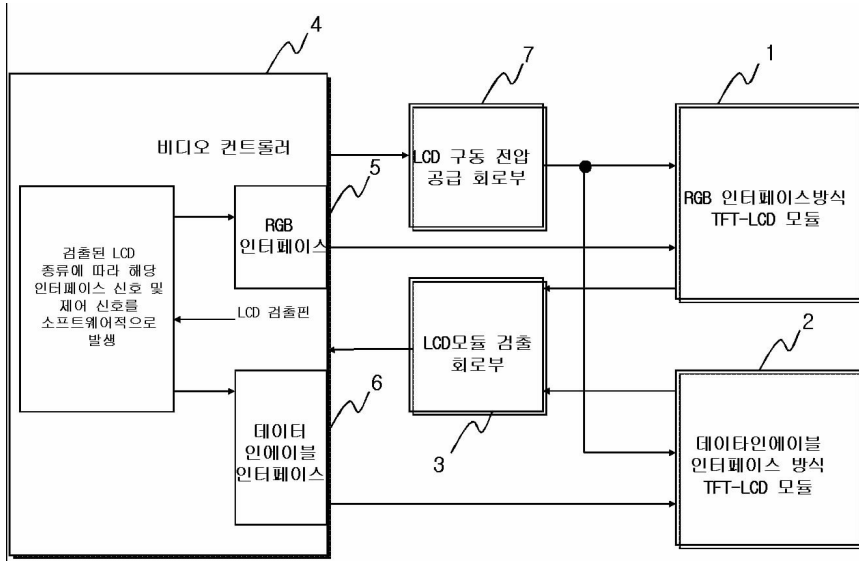 4
7
1
비디오 컨트롤러
5
LCD 구동 전압
공급 회로부
RGB
인터페이스
RGB 인터페이스방식
TFT-LCD 모듈
검출된 LCD
종류에 따라 해당
인터페이스 신호 및
제어 신호를
소프트웨어적으로
발생
LCD 검출핀
LCD모듈 검출
회로부
2
6
3
데이터
인에이블
인터페이스
데이타인에이블
인터페이스 방식
TFT-LCD 모듈